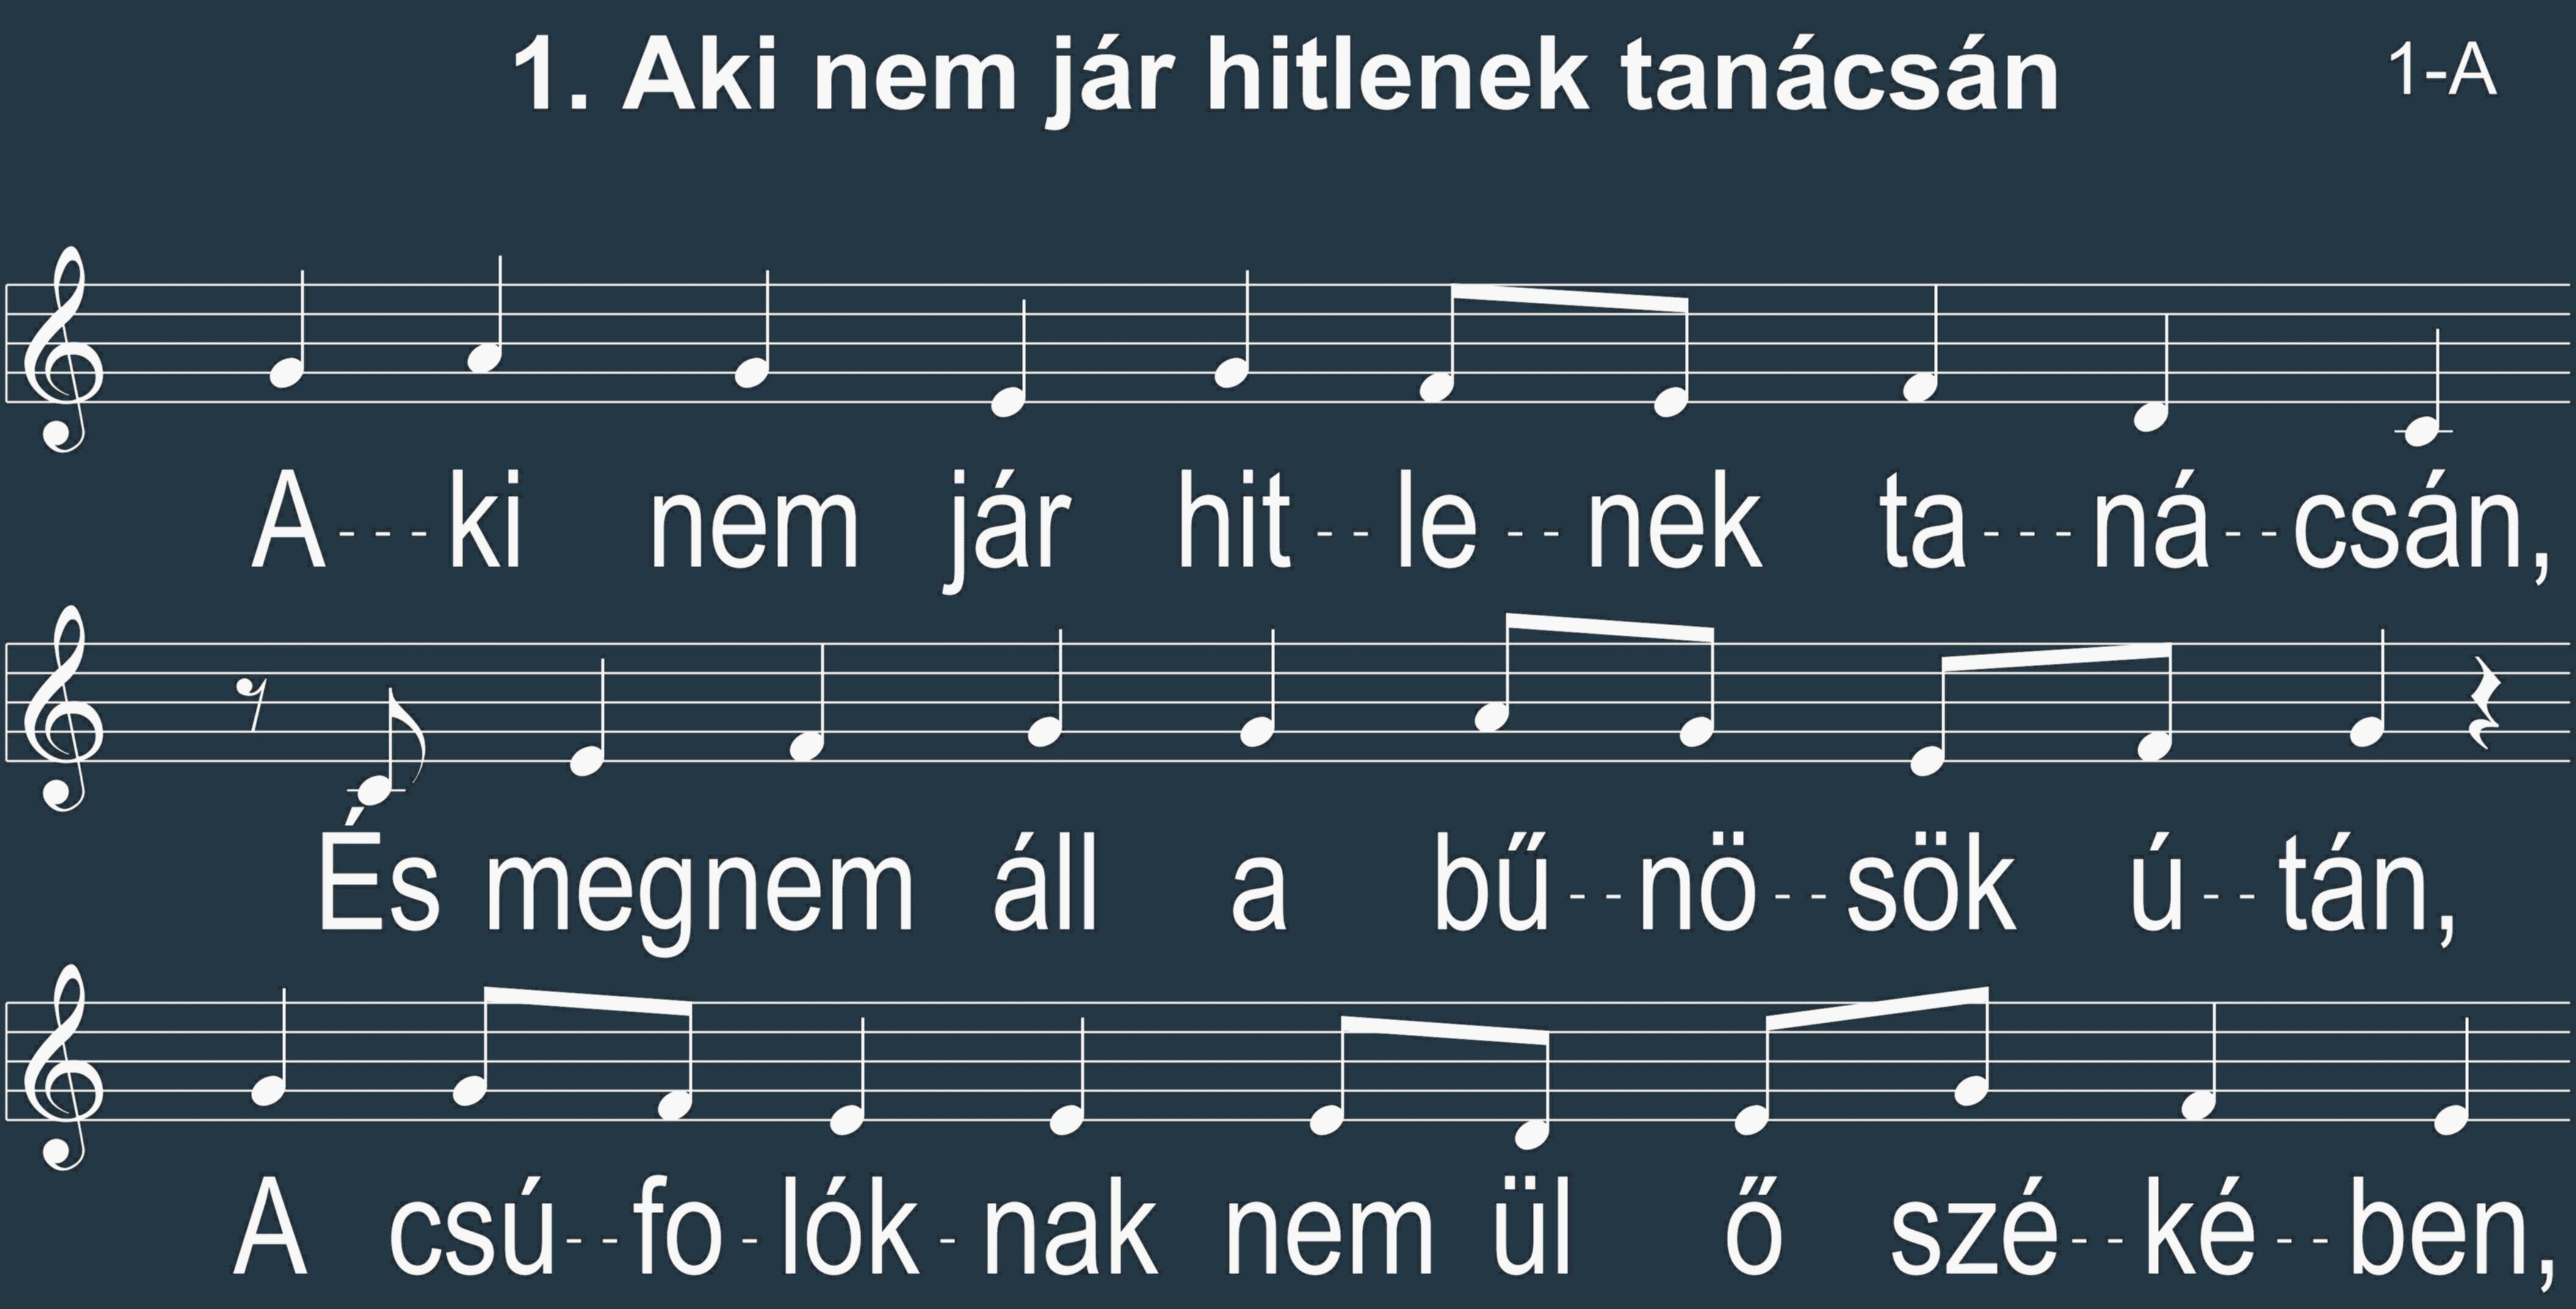 1. Aki nem jár hitlenek tanácsán 1-A
A---ki nem jár hit--le--nek ta---ná--csán,
És megnem áll a bű--nö--sök ú--tán,
A csú--fo-lók-nak nem ül ő szé--ké--ben,